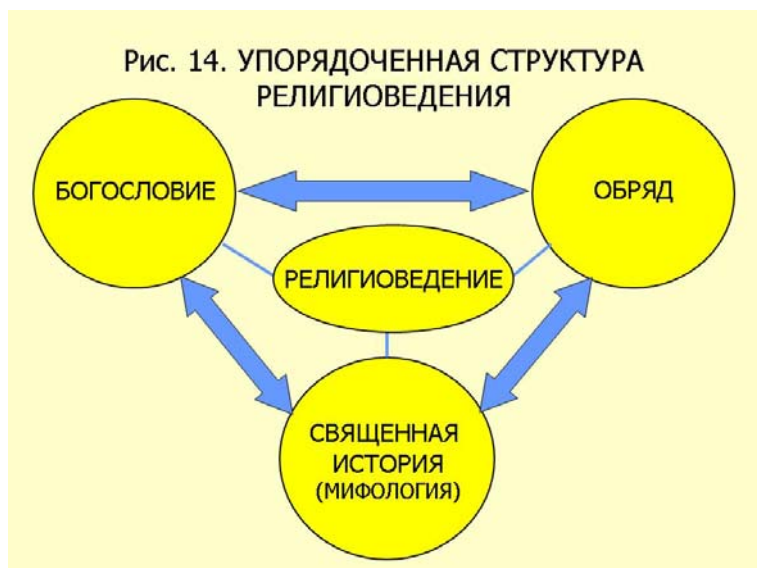 Рис. 14. УПОРЯДОЧЕННАЯ СТРУКТУРА
РЕЛИГИОВЕДЕНИЯ
БОГОСЛОВИЕ
ОБРЯД
РЕЛИГИОВЕДЕНИЕ
СВЯЩЕННАЯ
ИСТОРИЯ
(МИФОЛОГИЯ)